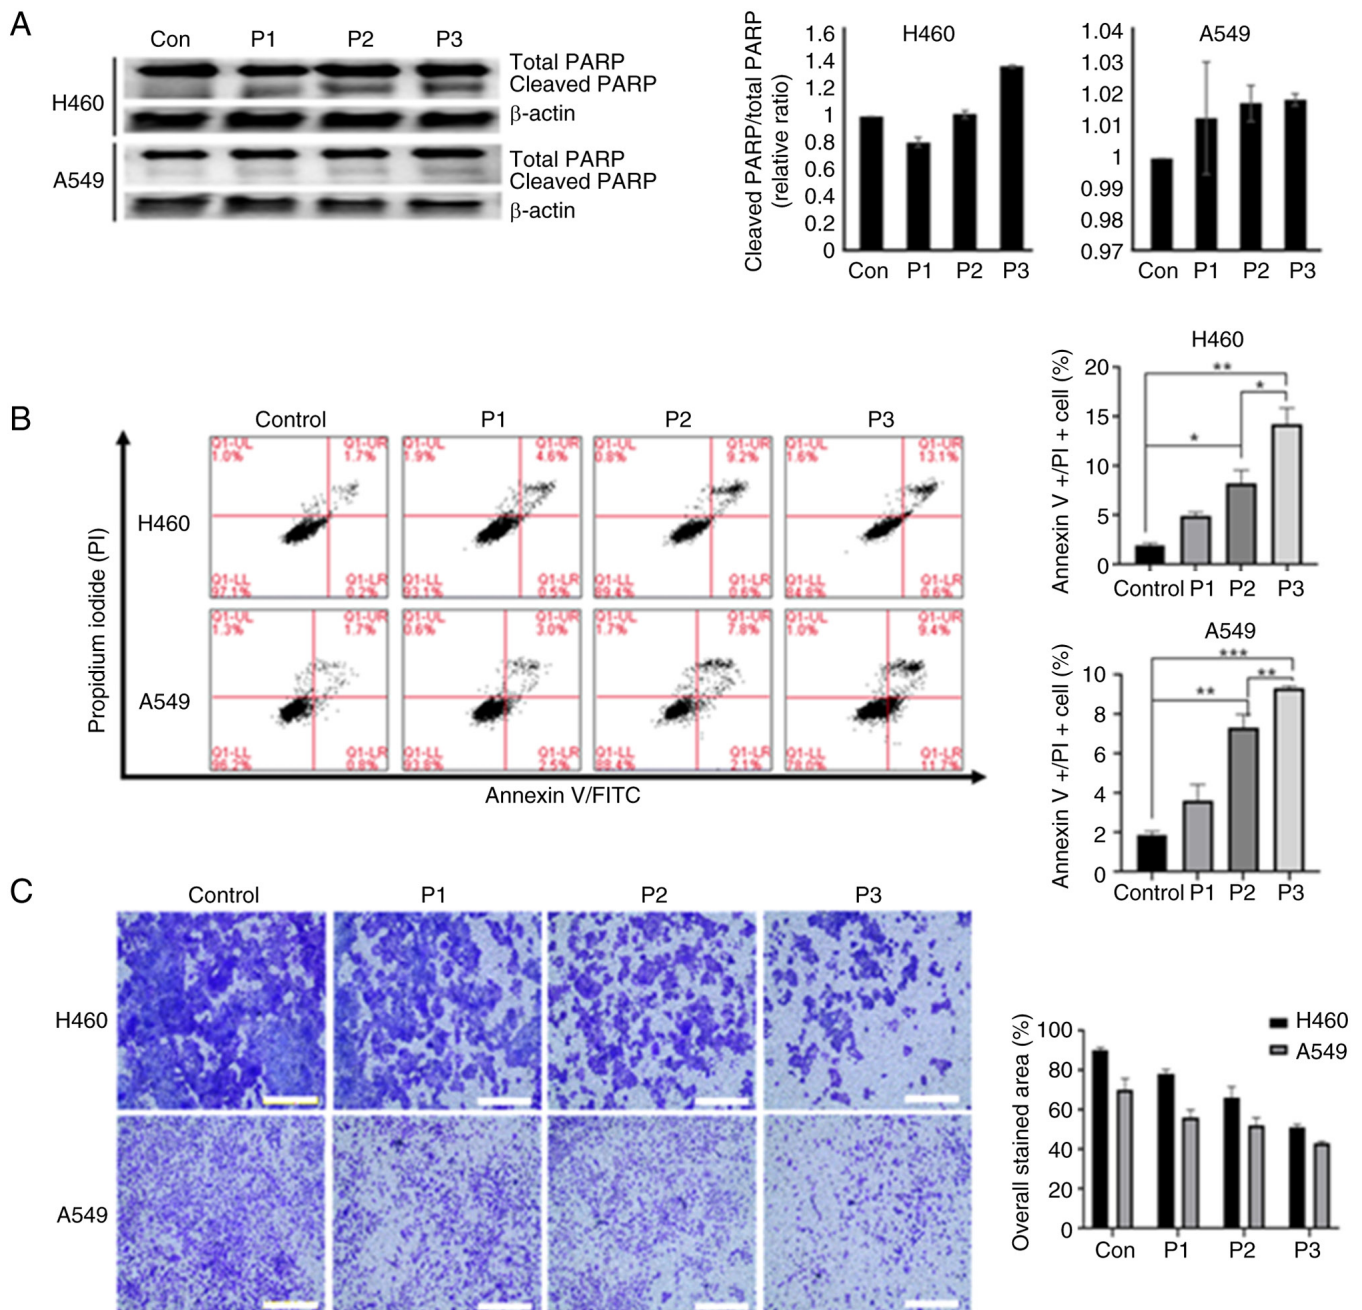 A
Con P1 P2 P3
H460
Total PARP
Cleaved PARP
β-actin
A549
Total PARP
Cleaved PARP
β-actin
Cleaved PARP/total PARP
(relative ratio)
H460
1.6
1.4
1.2
1
0.8
0.6
0.4
0.2
0
Con P1 P2 P3
A549
1.04
1.03
1.02
1.01
1
0.99
0.98
0.97
Con P1 P2 P3
B
Control P1 P2 P3
Propidium iodide (PI)
H460
Q1-UL Q1-UR
1.0% 1.7%
Q1-LL Q1-LR
97.1% 0.2%
Q1-UL Q1-UR
1.9% 4.6%
Q1-LL Q1-LR
93.1% 0.5%
Q1-UL Q1-UR
0.8% 9.2%
Q1-LL Q1-LR
89.4% 0.6%
Q1-UL Q1-UR
1.6% 13.1%
Q1-LL Q1-LR
84.8% 0.6%
A549
Q1-UL Q1-UR
1.3% 1.7%
Q1-LL Q1-LR
96.2% 0.8%
Q1-UL Q1-UR
0.6% 3.0%
Q1-LL Q1-LR
93.8% 2.5%
Q1-UL Q1-UR
1.7% 7.8%
Q1-LL Q1-LR
88.4% 2.1%
Q1-UL Q1-UR
1.0% 9.4%
Q1-LL Q1-LR
78.0% 11.7%
Annexin V/FITC
H460
Annexin V +/PI + cell (%)
20
15
10
5
0
**
*
*
Control P1 P2 P3
A549
Annexin V +/PI + cell (%)
10
8
6
4
2
0
***
**
**
Control P1 P2 P3
C
Control P1 P2 P3
H460
A549
Overall stained area (%)
100
80
60
40
20
0
H460
A549
Con P1 P2 P3